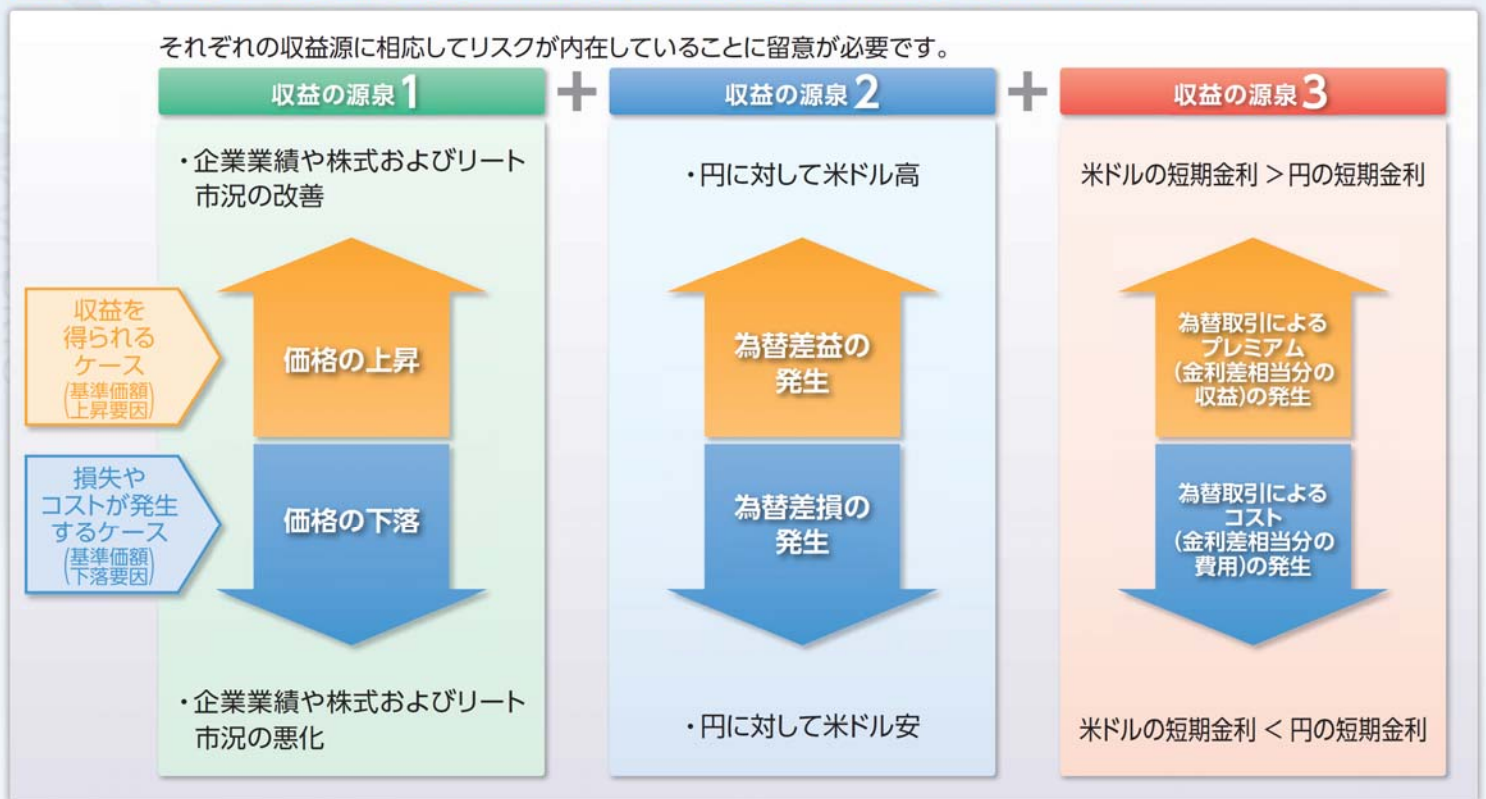 それぞれの収益源に相応してリスクが内在していることに留意が必要です。
収益の源泉1
+
収益の源泉2
+
収益の源泉3
・企業業績や株式およびリート
市況の改善
・円に対して米ドル高
米ドルの短期金利 > 円の短期金利
収益を
得られる
ケース
(基準価額
上昇要因)
価格の上昇
為替差益の
発生
為替取引による
プレミアム
(金利差相当分の
収益)の発生
損失や
コストが発生
するケース
(基準価額
下落要因)
価格の下落
為替差損の
発生
為替取引による
コスト
(金利差相当分の
費用)の発生
・企業業績や株式およびリート
市況の悪化
・円に対して米ドル安
米ドルの短期金利 < 円の短期金利